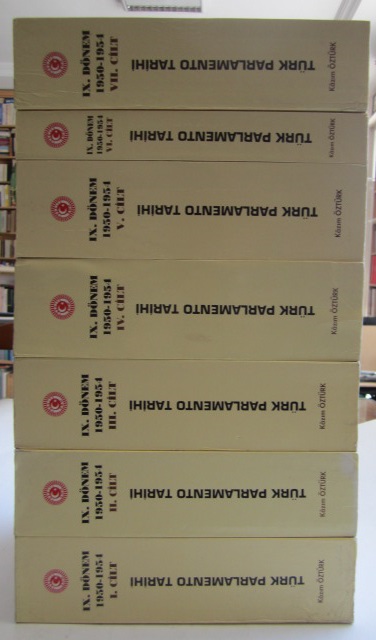 IX. DÖNEM
1950-1954
VII. CİLT
TÜRK PARLAMENTO TARİHİ
Kâzım ÖZTÜRK
IX. DÖNEM
1950-1954
VI. CİLT
TÜRK PARLAMENTO TARİHİ
Kâzım ÖZTÜRK
IX. DÖNEM
1950-1954
V. CİLT
TÜRK PARLAMENTO TARİHİ
Kâzım ÖZTÜRK
IX. DÖNEM
1950-1954
IV. CİLT
TÜRK PARLAMENTO TARİHİ
Kâzım ÖZTÜRK
IX. DÖNEM
1950-1954
III. CİLT
TÜRK PARLAMENTO TARİHİ
Kâzım ÖZTÜRK
IX. DÖNEM
1950-1954
II. CİLT
TÜRK PARLAMENTO TARİHİ
Kâzım ÖZTÜRK
IX. DÖNEM
1950-1954
I. CİLT
TÜRK PARLAMENTO TARİHİ
Kâzım ÖZTÜRK